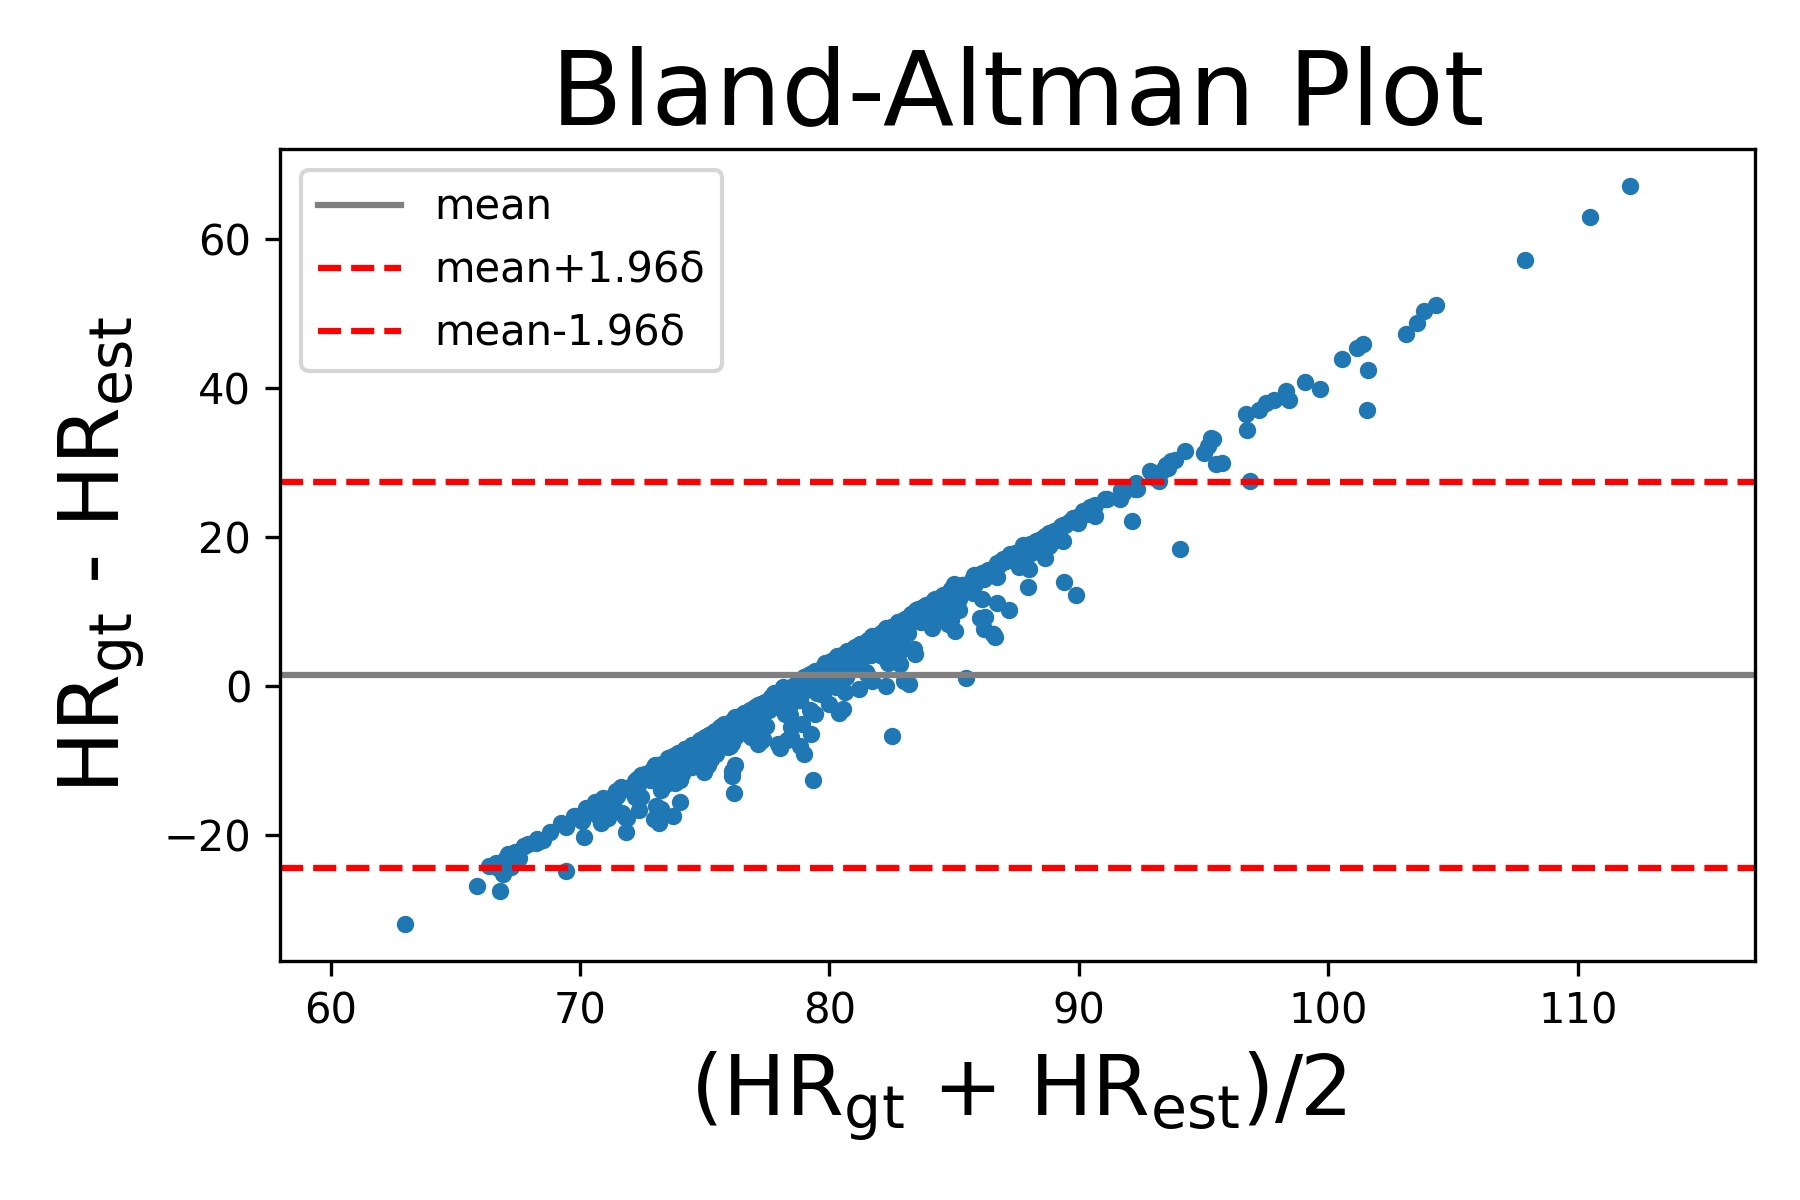 Bland-Altman Plot
mean
mean+1.96δ
mean-1.96δ
HRgt - HRest
60
40
20
0
−20
60 70 80 90 100 110
(HRgt + HRest)/2